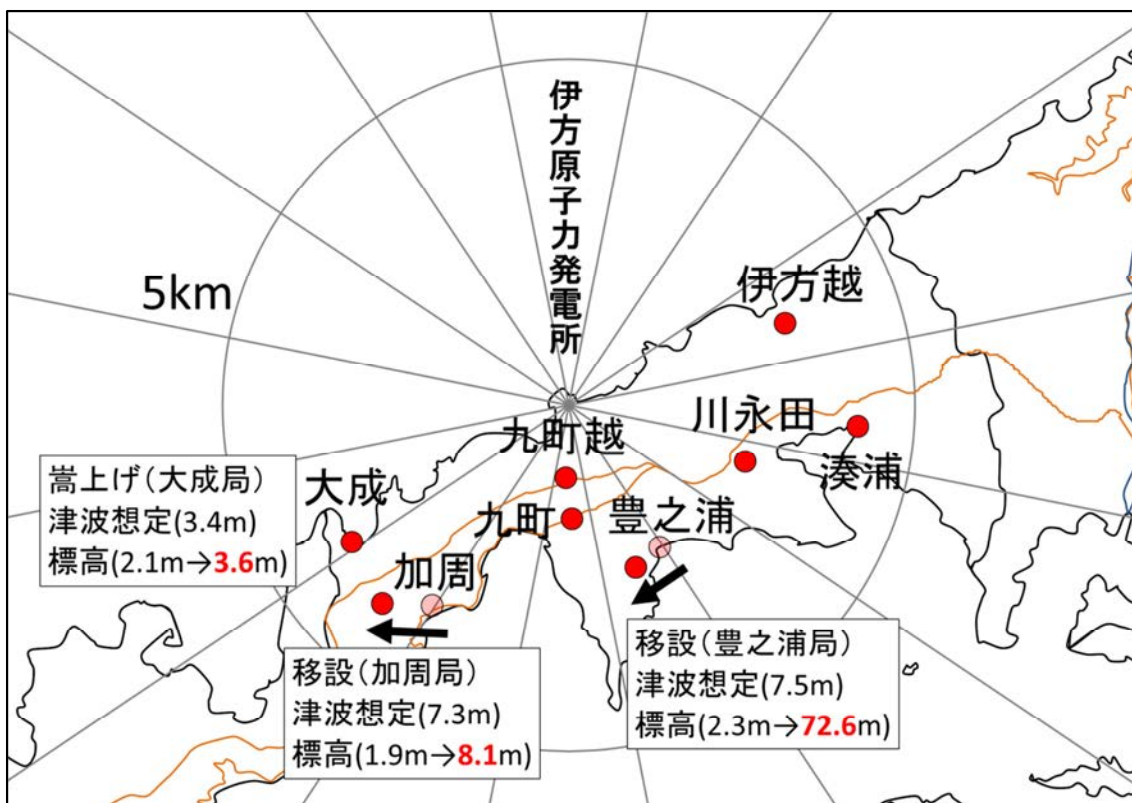 伊方原子力発電所
5km
伊方越
川永田
九町越
湊浦
大成
九町
豊之浦
加周
嵩上げ(大成局)
津波想定(3.4m)
標高(2.1m→3.6m)
移設(加周局)
津波想定(7.3m)
標高(1.9m→8.1m)
移設(豊之浦局)
津波想定(7.5m)
標高(2.3m→72.6m)